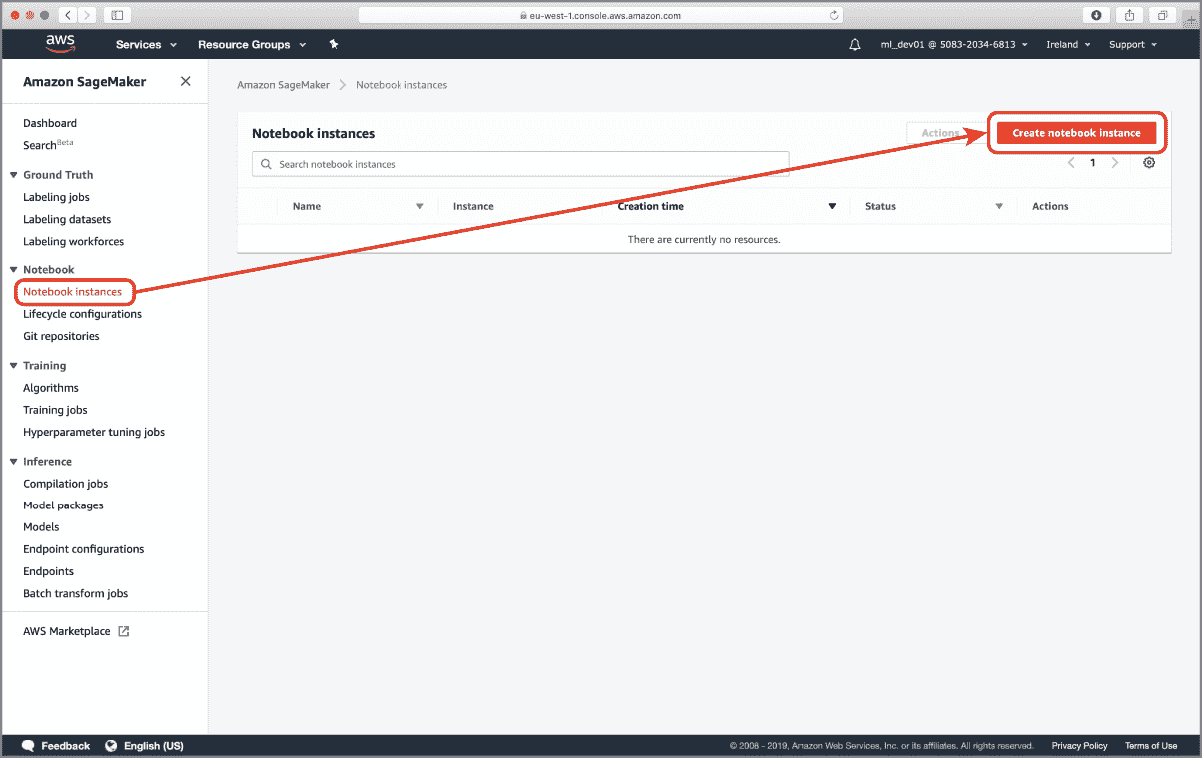 eu-west-1.console.aws.amazon.com
aws Services Resource Groups ml_dev01 @ 5083-2034-6813 Ireland Support
Amazon SageMaker
Dashboard
Search Beta
Ground Truth
Labeling jobs
Labeling datasets
Labeling workforces
Notebook
Notebook instances
Lifecycle configurations
Git repositories
Training
Algorithms
Training jobs
Hyperparameter tuning jobs
Inference
Compilation jobs
Model packages
Models
Endpoint configurations
Endpoints
Batch transform jobs
AWS Marketplace
Amazon SageMaker Notebook instances
Notebook instances Actions Create notebook instance
Search notebook instances 1
Name Instance Creation time Status Actions
There are currently no resources.
Feedback English (US) © 2008 - 2019, Amazon Web Services, Inc. or its affiliates. All rights reserved. Privacy Policy Terms of Use